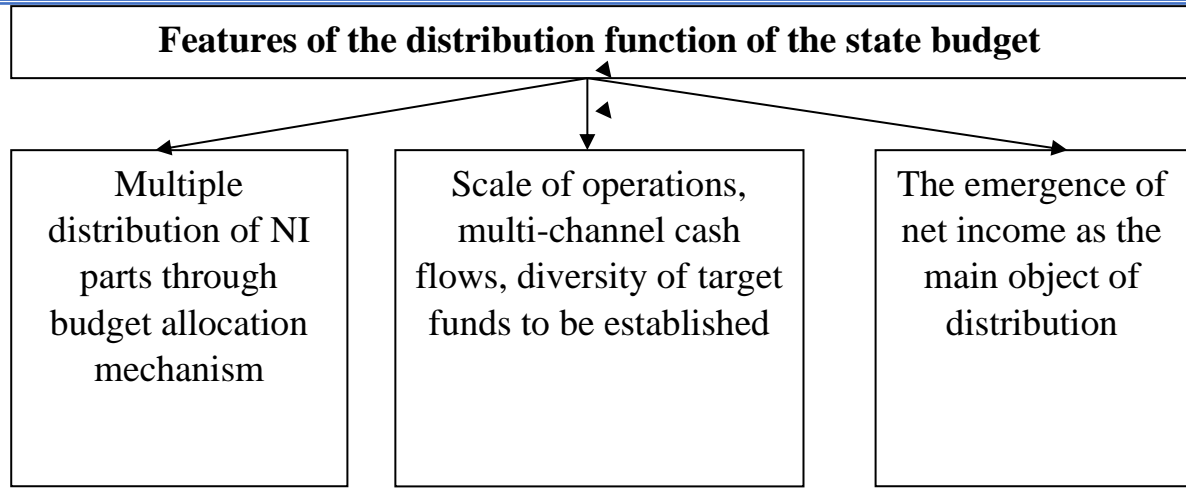 Features of the distribution function of the state budget
Multiple
distribution of NI
parts through
budget allocation
mechanism
Scale of operations,
multi-channel cash
flows, diversity of target
funds to be established
The emergence of
net income as the
main object of
distribution